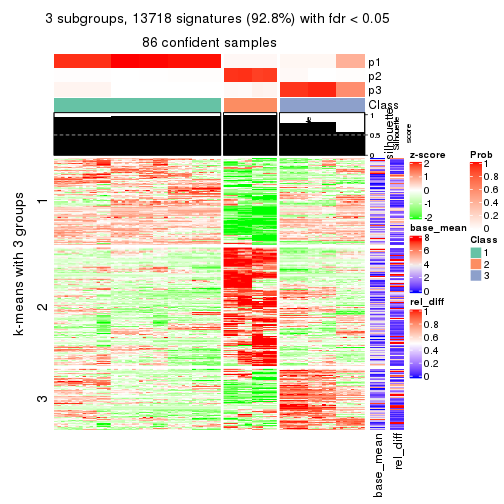 3 subgroups, 13718 signatures (92.8%) with fdr < 0.05
86 confident samples
p1
p2
p3
Class
1
0.5
0
silhouette
Silhouette
score
k-means with 3 groups
1
2
3
base_mean
rel_diff
z-score
2
1
0
-1
-2
base_mean
8
6
4
2
0
rel_diff
1
0.8
0.6
0.4
0.2
0
Prob
1
0.8
0.6
0.4
0.2
0
Class
1
2
3